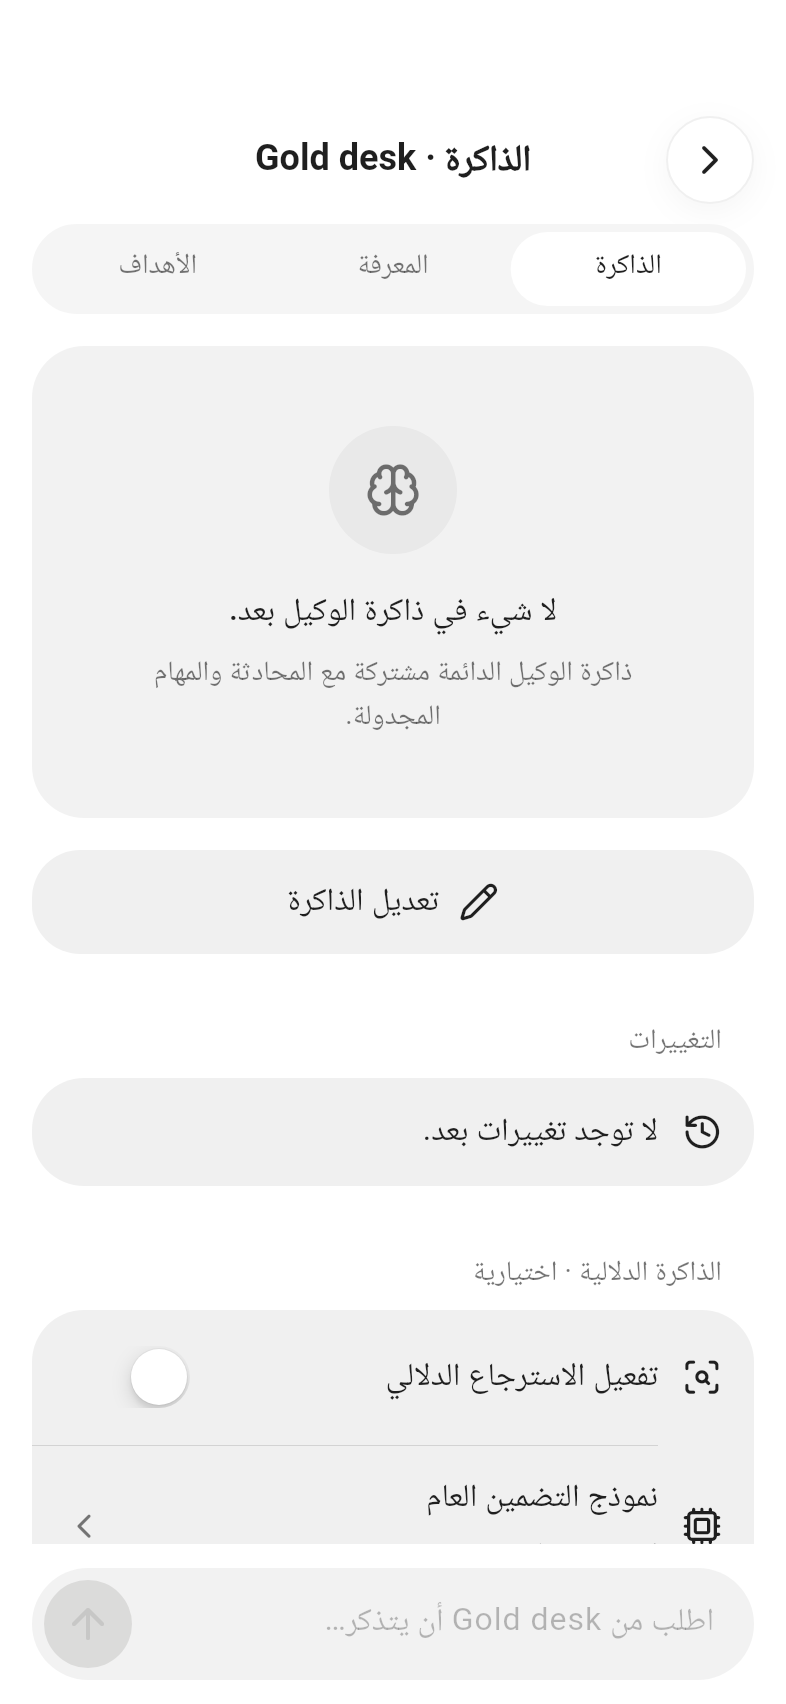 الذاكرة · Gold desk
الذاكرة
المعرفة
الأهداف
لا شيء في ذاكرة الوكيل بعد.
ذاكرة الوكيل الدائمة مشتركة مع المحادثة والمهام
المجدولة.
تعديل الذاكرة
التغييرات
لا توجد تغييرات بعد.
الذاكرة الدلالية · اختيارية
تفعيل الاسترجاع الدلالي
نموذج التضمين العام
اطلب من Gold desk أن يتذكر...